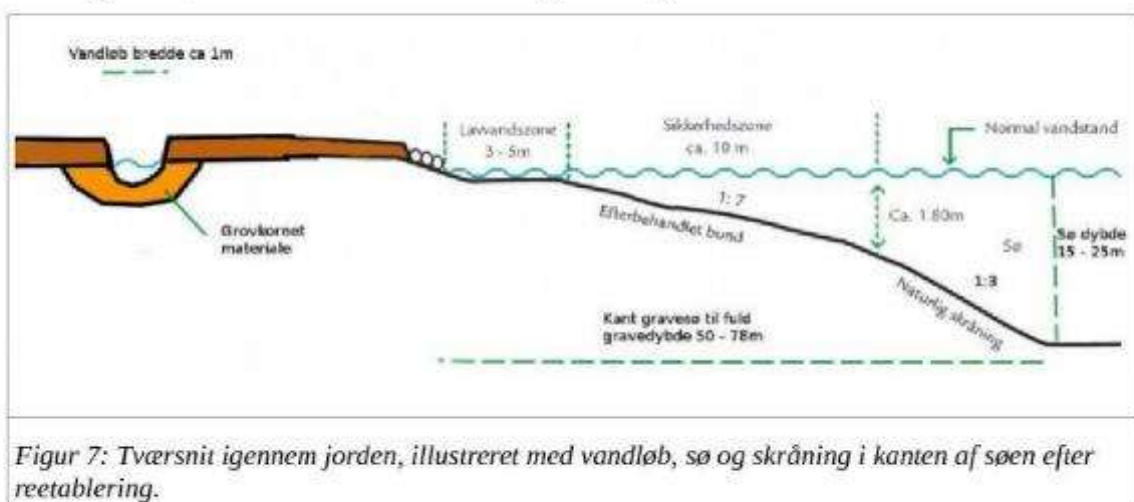 Vandløb bredde ca 1m
Lavvandszone
3 - 5m
Sikkerhedszone
ca. 10 m
Normal vandstand
1: 7
Efterbehandlet bund
Ca. 1.80m
Sø
Sø dybde
15 - 25m
1:3
Naturlig skråning
Grovkornet
materiale
Kant gravesø til fuld
gravedybde 50 - 78m
Figur 7: Tværsnit igennem jorden, illustreret med vandløb, sø og skråning i kanten af søen efter
reetablering.